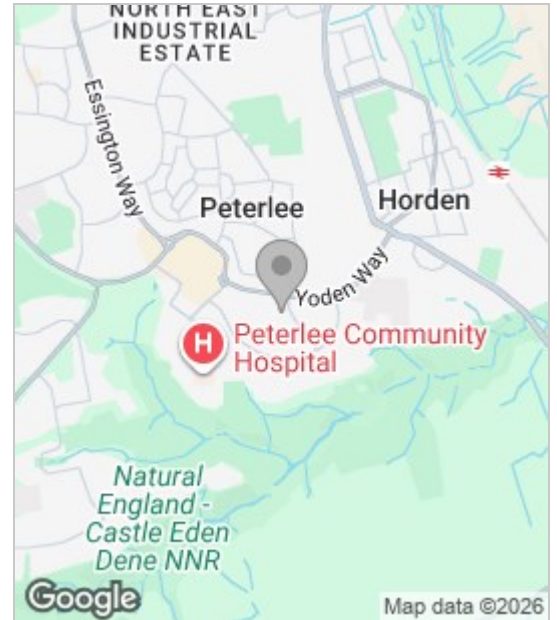 NORTH EAST
INDUSTRIAL
ESTATE
Essington Way
Peterlee
Horden
Yoden Way
H
Peterlee Community
Hospital
Natural
England -
Castle Eden
Dene NNR
Google
Map data ©2026